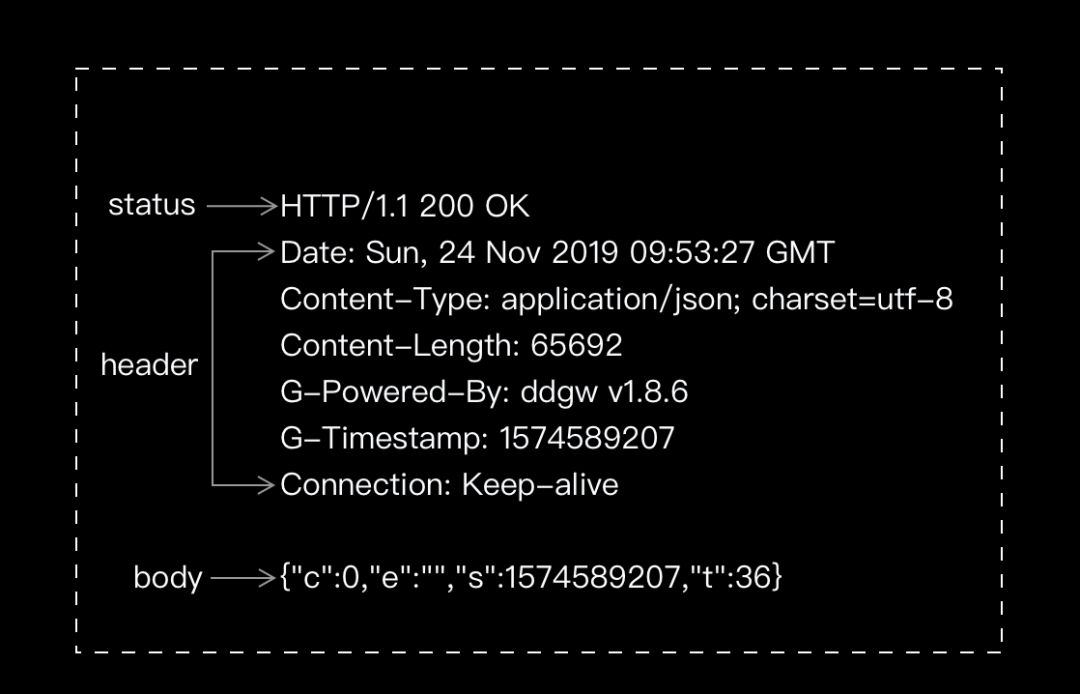 status HTTP/1.1 200 OK
Date: Sun, 24 Nov 2019 09:53:27 GMT
Content-Type: application/json; charset=utf-8
Content-Length: 65692
header
G-Powered-By: ddgw v1.8.6
G-Timestamp: 1574589207
Connection: Keep-alive
body {"c":0,"e":"","s":1574589207,"t":36}